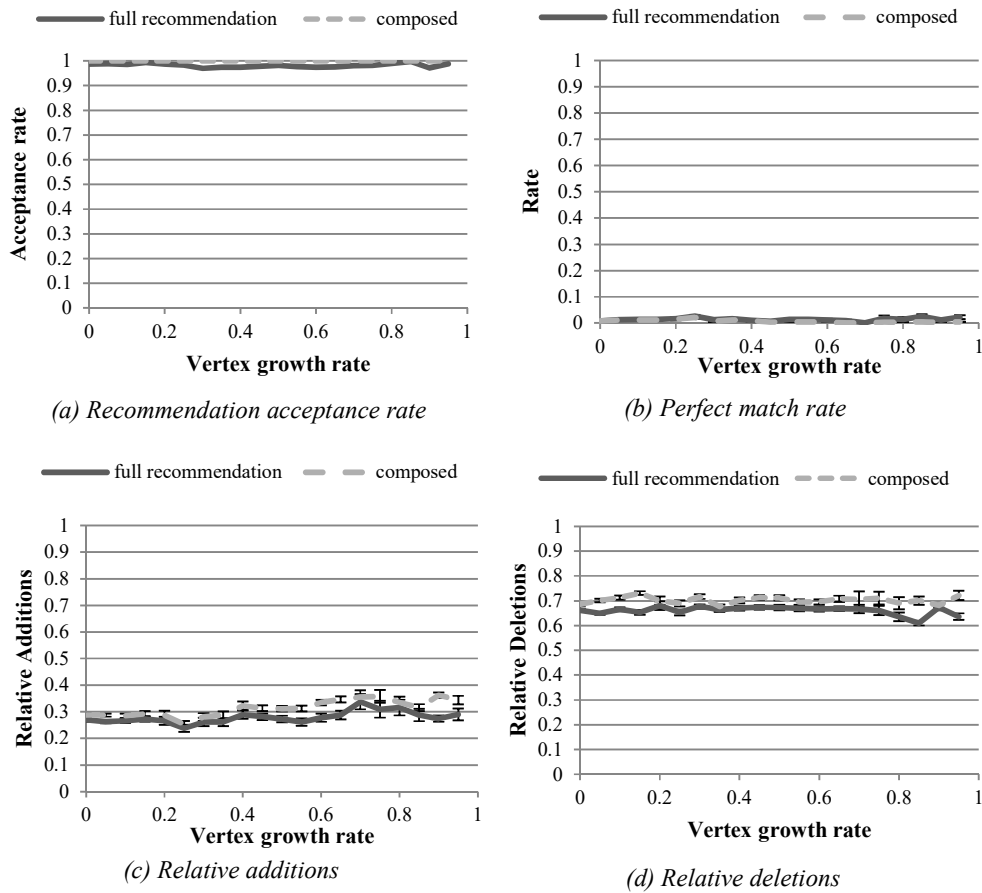 full recommendation composed
1
0.9
0.8
0.7
0.6
0.5
0.4
0.3
0.2
0.1
0
Acceptance rate
0 0.2 0.4 0.6 0.8 1
Vertex growth rate
(a) Recommendation acceptance rate
full recommendation composed
1
0.9
0.8
0.7
0.6
0.5
0.4
0.3
0.2
0.1
0
Rate
0 0.2 0.4 0.6 0.8 1
Vertex growth rate
(b) Perfect match rate
full recommendation composed
1
0.9
0.8
0.7
0.6
0.5
0.4
0.3
0.2
0.1
0
Relative Additions
0 0.2 0.4 0.6 0.8 1
Vertex growth rate
(c) Relative additions
full recommendation composed
1
0.9
0.8
0.7
0.6
0.5
0.4
0.3
0.2
0.1
0
Relative Deletions
0 0.2 0.4 0.6 0.8 1
Vertex growth rate
(d) Relative deletions